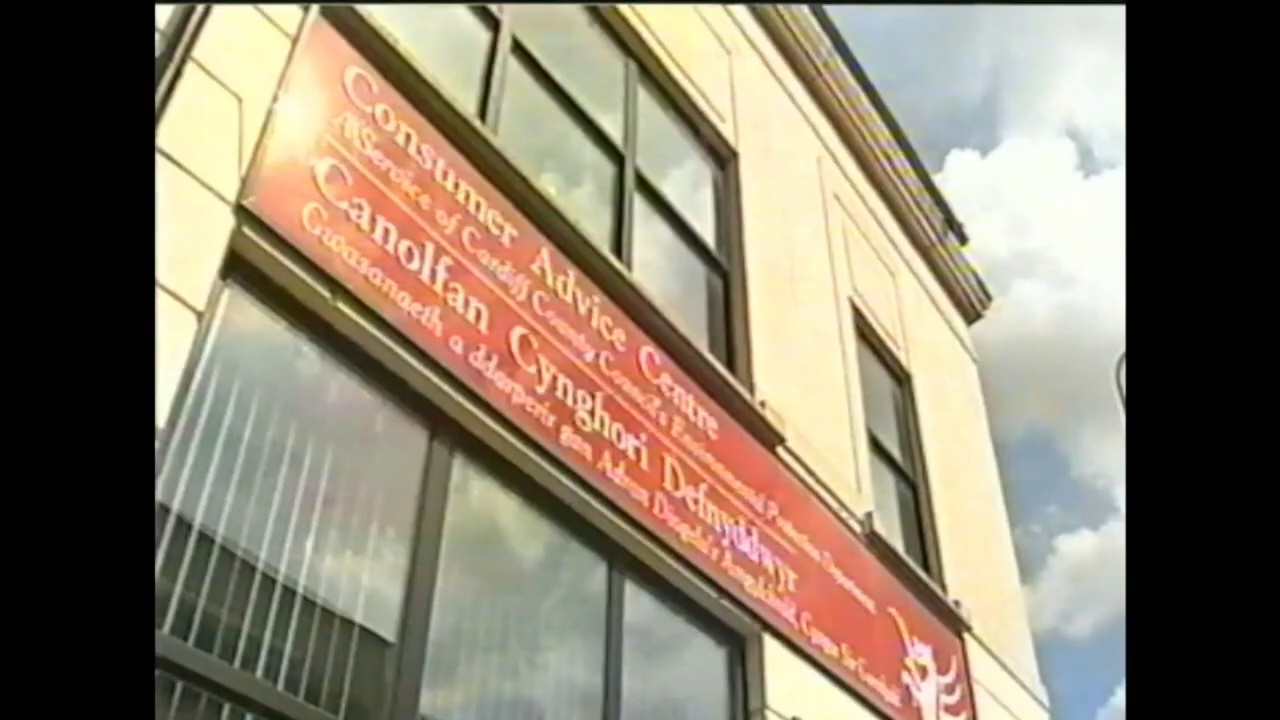 Consumer Advice Centre
A Service of Cardiff County Council's Environmental Protection Department
Canolfan Cynghori Defnyddwyr
Gwasanaeth a ddarperir gan Adran Diogelu'r Amgylchedd, Cyngor Sir Caerdydd